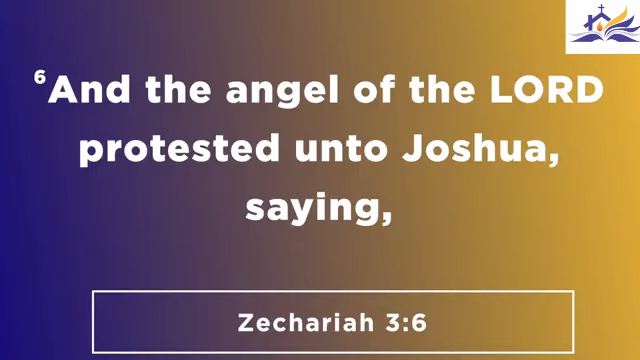 ⁶And the angel of the LORD
protested unto Joshua,
saying,
Zechariah 3:6